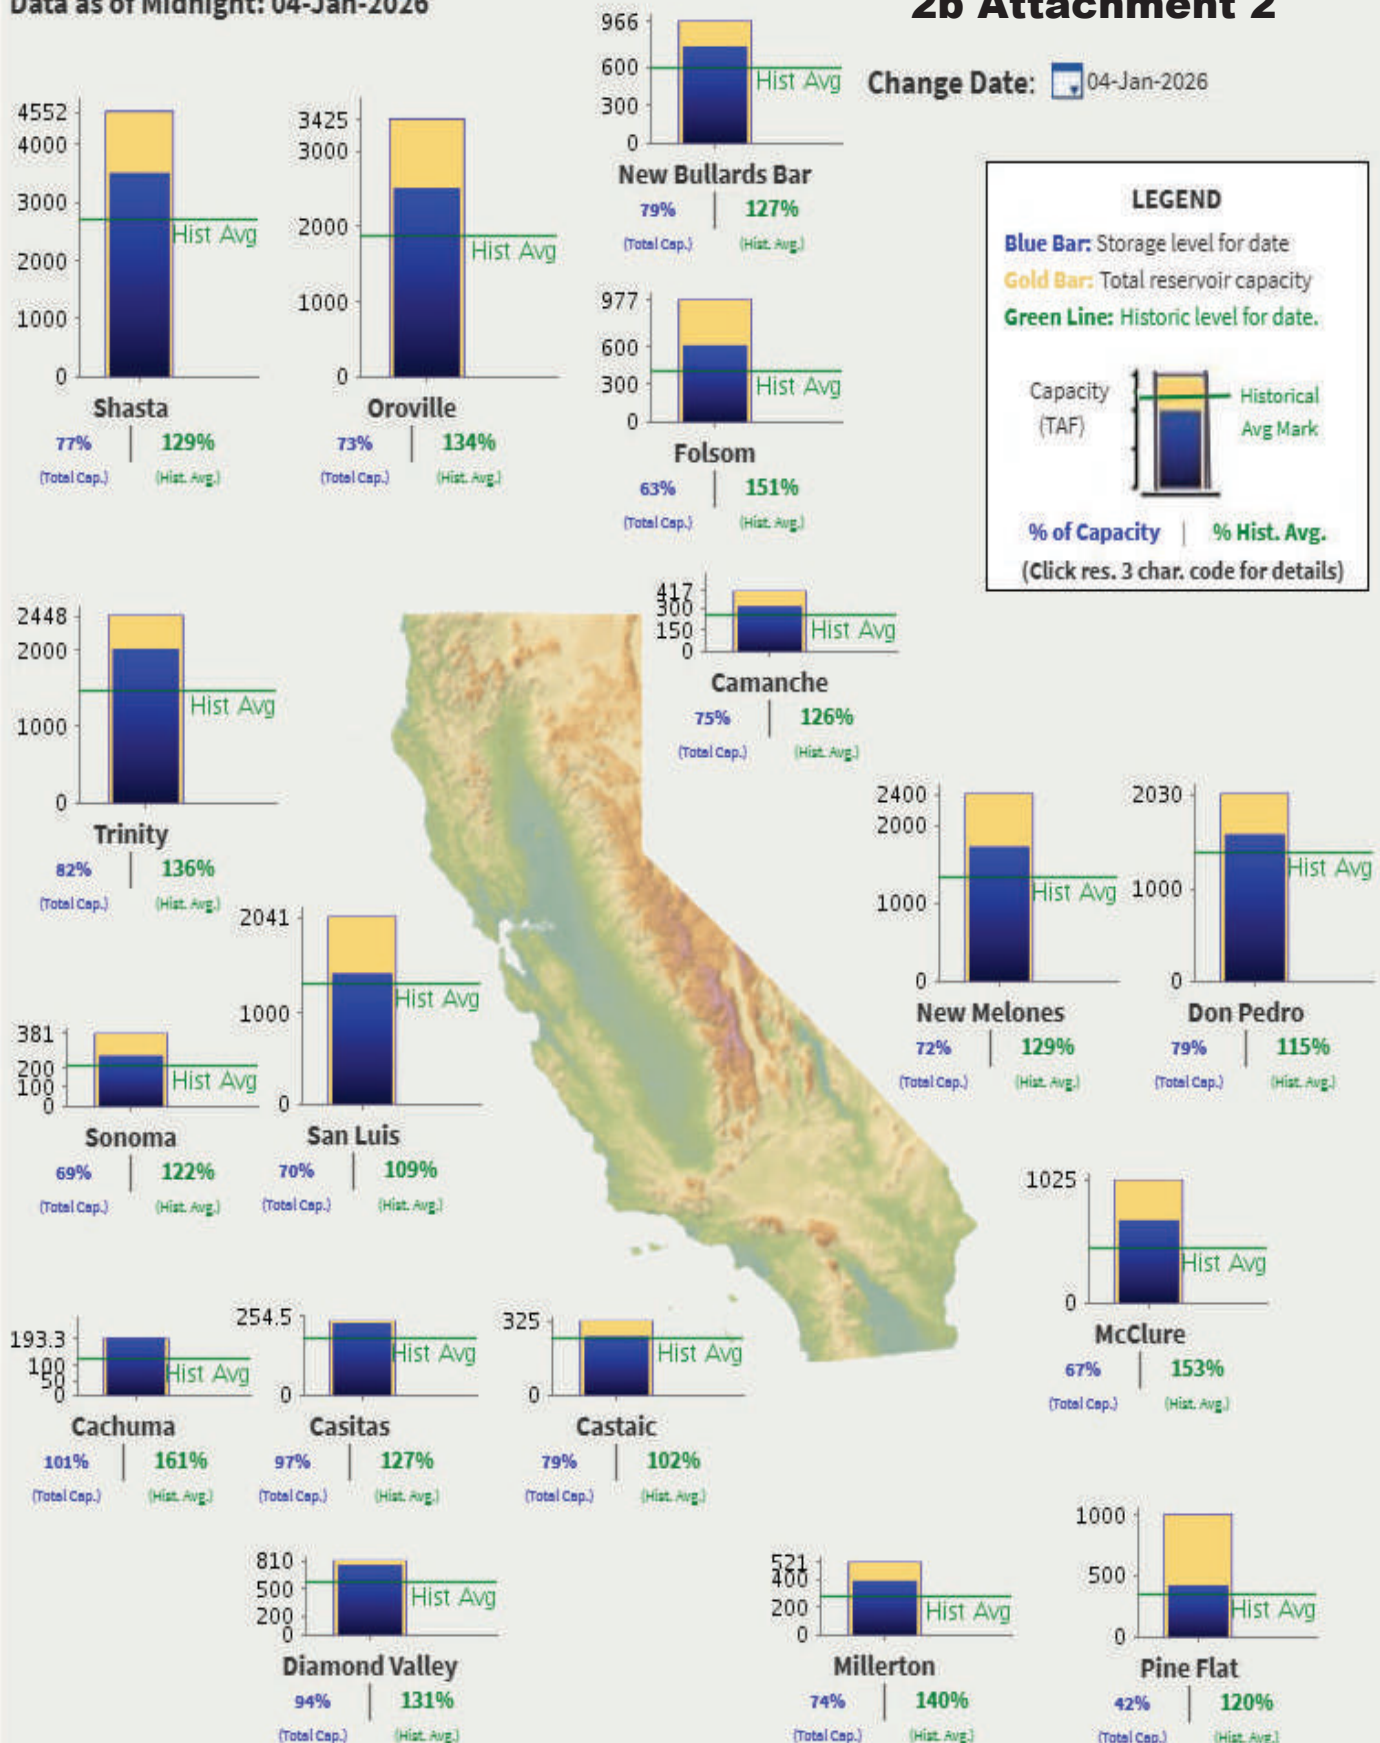 Data as of Midnight: 04-Jan-2026
2b Attachment 2
Change Date: 04-Jan-2026
966
600
300
0
Hist Avg
New Bullards Bar
79% | 127%
(Total Cap.) (Hist. Avg.)
4552
4000
3000
2000
1000
0
Hist Avg
Shasta
77% | 129%
(Total Cap.) (Hist. Avg.)
3425
3000
2000
1000
0
Hist Avg
Oroville
73% | 134%
(Total Cap.) (Hist. Avg.)
977
600
300
0
Hist Avg
Folsom
63% | 151%
(Total Cap.) (Hist. Avg.)
LEGEND
Blue Bar: Storage level for date
Gold Bar: Total reservoir capacity
Green Line: Historic level for date.
Capacity
(TAF)
Historical
Avg Mark
% of Capacity | % Hist. Avg.
(Click res. 3 char. code for details)
417
300
150
0
Hist Avg
Camanche
75% | 126%
(Total Cap.) (Hist. Avg.)
2448
2000
1000
0
Hist Avg
Trinity
82% | 136%
(Total Cap.) (Hist. Avg.)
2400
2000
1000
0
Hist Avg
New Melones
72% | 129%
(Total Cap.) (Hist. Avg.)
2030
1000
0
Hist Avg
Don Pedro
79% | 115%
(Total Cap.) (Hist. Avg.)
381
200
100
0
Hist Avg
Sonoma
69% | 122%
(Total Cap.) (Hist. Avg.)
2041
1000
0
Hist Avg
San Luis
70% | 109%
(Total Cap.) (Hist. Avg.)
1025
0
Hist Avg
McClure
67% | 153%
(Total Cap.) (Hist. Avg.)
193.3
100
50
0
Hist Avg
Cachuma
101% | 161%
(Total Cap.) (Hist. Avg.)
254.5
0
Hist Avg
Casitas
97% | 127%
(Total Cap.) (Hist. Avg.)
325
0
Hist Avg
Castaic
79% | 102%
(Total Cap.) (Hist. Avg.)
810
500
200
0
Hist Avg
Diamond Valley
94% | 131%
(Total Cap.) (Hist. Avg.)
521
400
200
0
Hist Avg
Millerton
74% | 140%
(Total Cap.) (Hist. Avg.)
1000
500
0
Hist Avg
Pine Flat
42% | 120%
(Total Cap.) (Hist. Avg.)